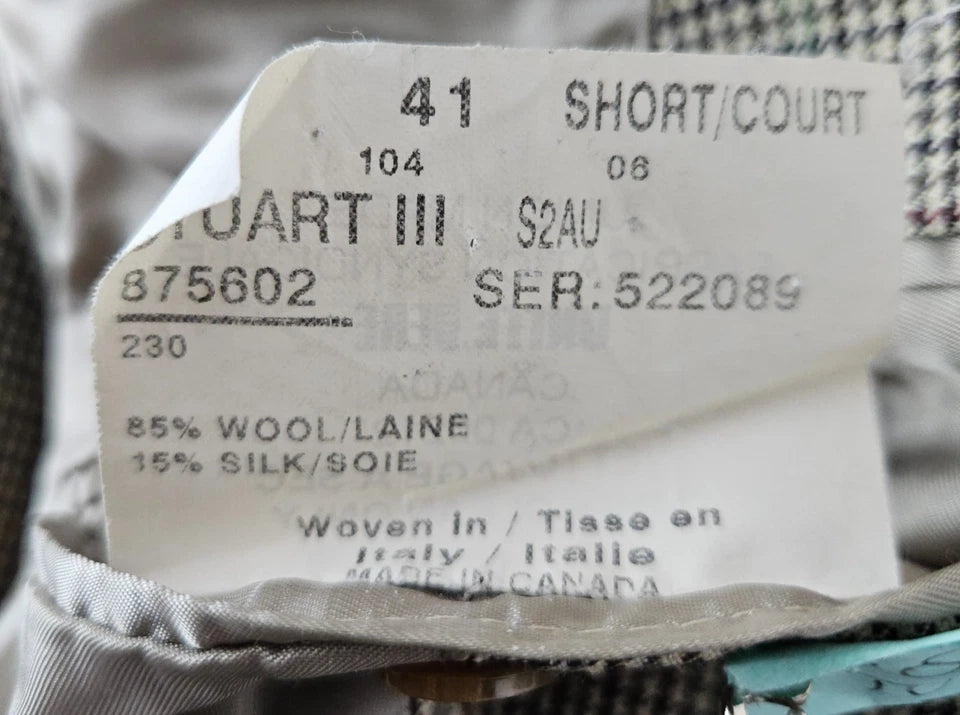 41 SHORT/COURT
104 06
STUART III S2AU
875602 SER: 522089
230
85% WOOL/LAINE
15% SILK/SOIE
Woven in / Tisse en
Italy / Italie
MADE IN CANADA